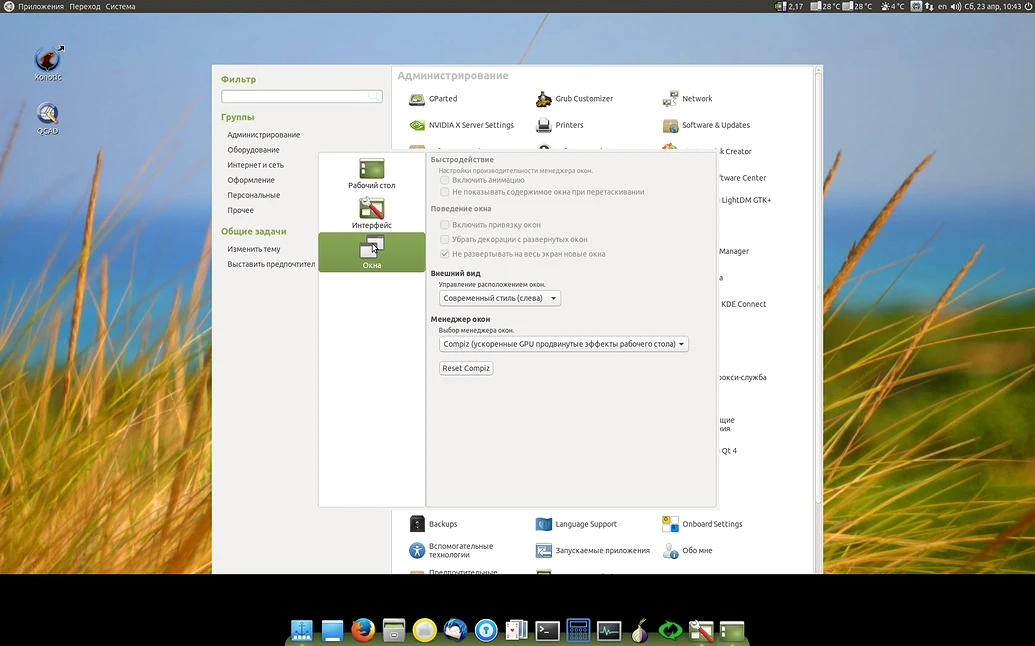 Приложения Переход Система
2,17 28 °C 28 °C 4 °C en Сб, 23 апр, 10:43
Xonotic
QCAD
Фильтр
Группы
Администрирование
Оборудование
Интернет и сеть
Оформление
Персональные
Прочее
Общие задачи
Изменить тему
Выставить предпочтител
Администрирование
GParted
Grub Customizer
Network
NVIDIA X Server Settings
Printers
Software & Updates
k Creator
tware Center
LightDM GTK+
Manager
а
KDE Connect
окси-служба
щие
ия
Qt 4
Рабочий стол
Интерфейс
Окна
Быстродействие
Настройки производительности менеджера окон.
Включить анимацию
Не показывать содержимое окна при перетаскивании
Поведение окна
Включить привязку окон
Убрать декорации с развернутых окон
Не развертывать на весь экран новые окна
Внешний вид
Управление расположением окон.
Современный стиль (слева)
Менеджер окон
Выбор менеджера окон.
Compiz (ускоренные GPU продвинутые эффекты рабочего стола)
Reset Compiz
Backups
Language Support
Onboard Settings
Вспомогательные
технологии
Запускаемые приложения
Обо мне
Предпочтительные